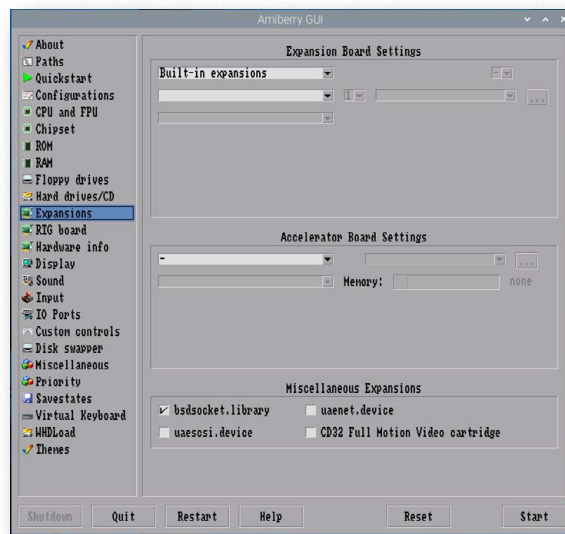 Amiberry GUI
About
Paths
Quickstart
Configurations
CPU and FPU
Chipset
ROM
RAM
Floppy drives
Hard drives/CD
Expansions
RTG board
Hardware info
Display
Sound
Input
IO Ports
Custom controls
Disk swapper
Miscellaneous
Priority
Savestates
Virtual Keyboard
WHDLoad
Themes
Expansion Board Settings
Built-in expansions
-
1
...
Accelerator Board Settings
-
...
Memory:
none
Miscellaneous Expansions
bsdsocket.library
uaenet.device
uaescsi.device
CD32 Full Motion Video cartridge
Shutdown
Quit
Restart
Help
Reset
Start